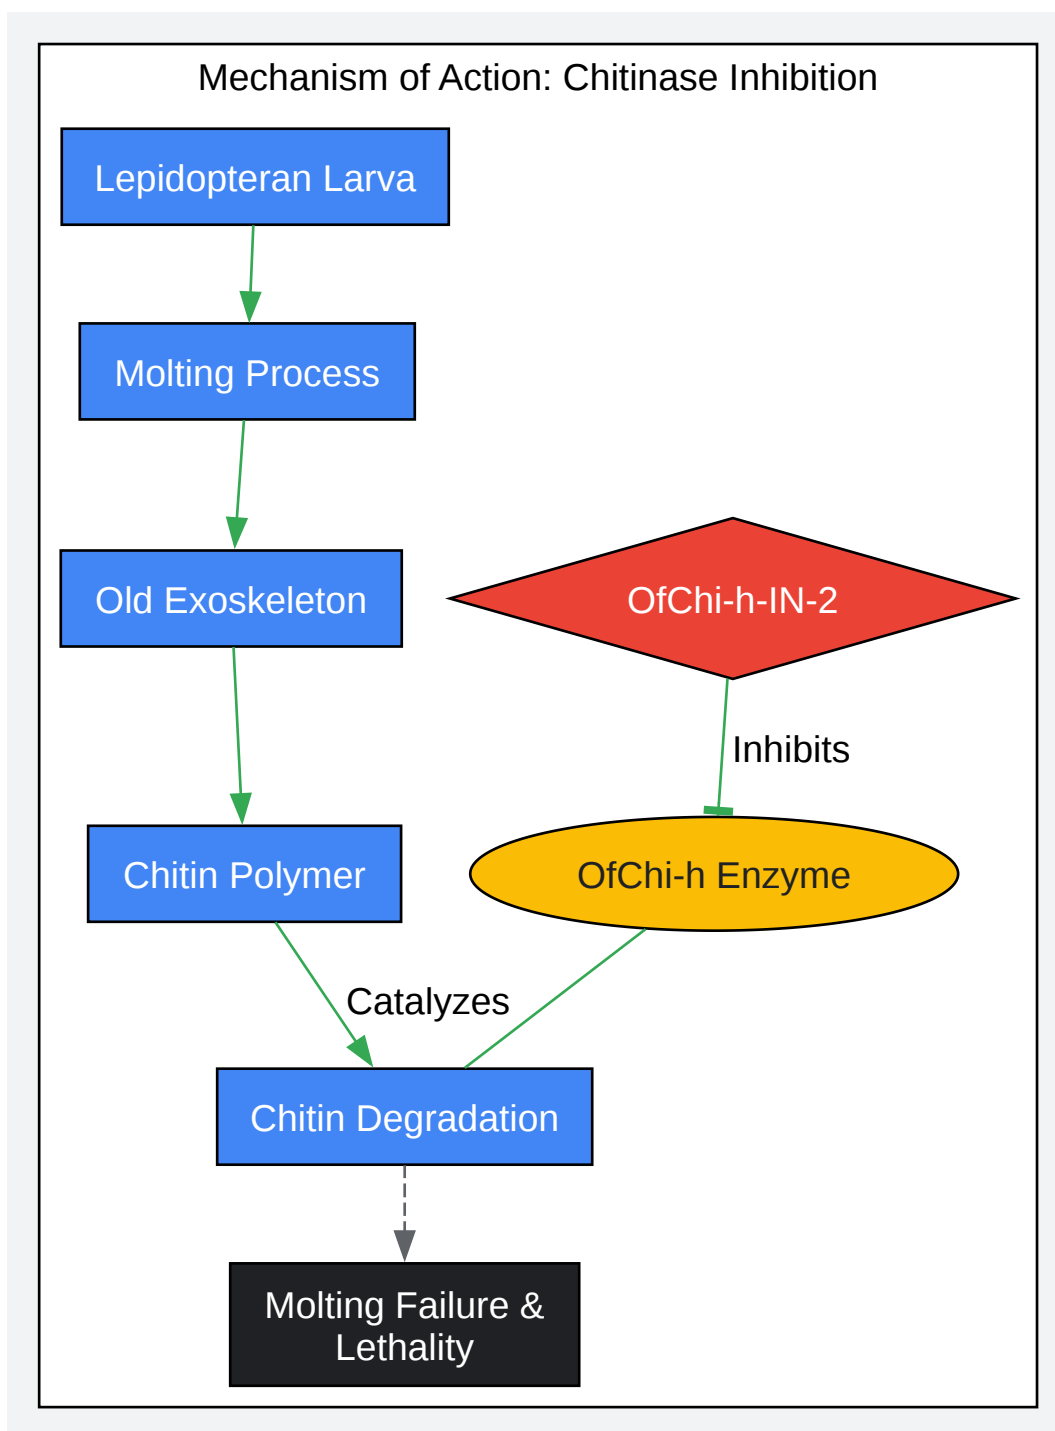 Mechanism of Action: Chitinase Inhibition
Lepidopteran Larva
Molting Process
Old Exoskeleton
OfChi-h-IN-2
Inhibits
Chitin Polymer
OfChi-h Enzyme
Catalyzes
Chitin Degradation
Molting Failure &
Lethality